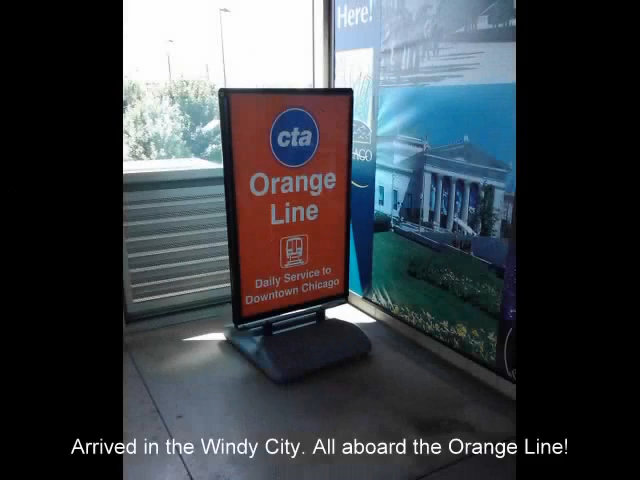 Here!
cta
Orange
Line
Daily Service to
Downtown Chicago
Arrived in the Windy City. All aboard the Orange Line!